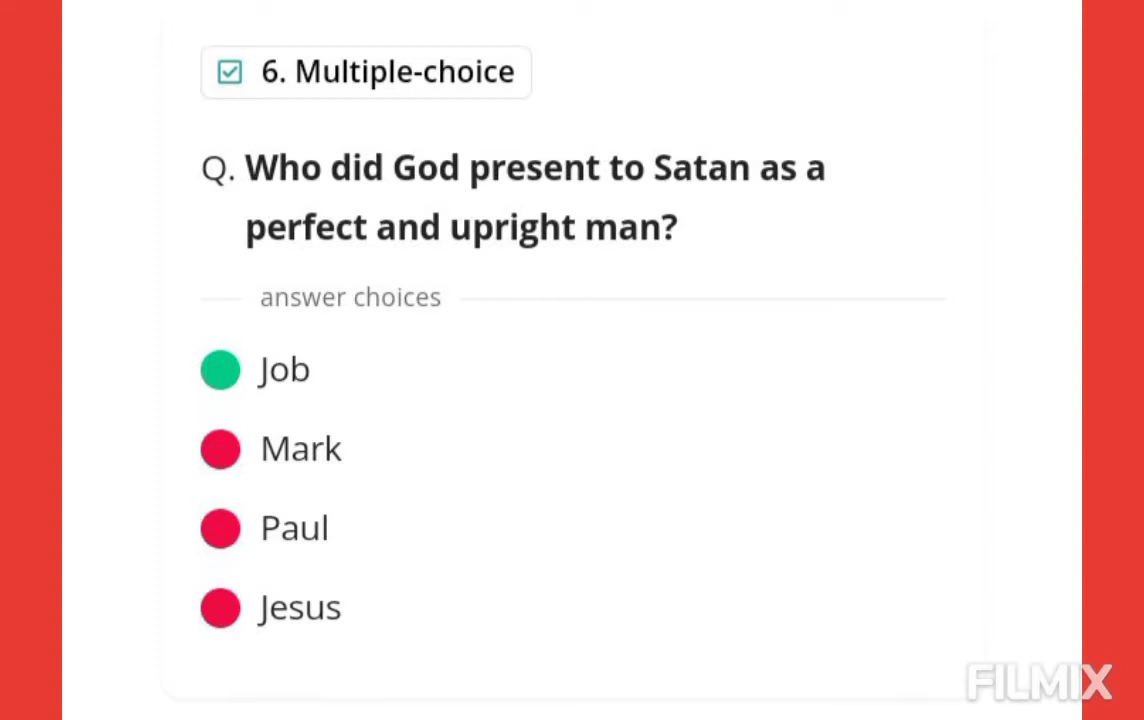 6. Multiple-choice
Q. Who did God present to Satan as a
perfect and upright man?
answer choices
Job
Mark
Paul
Jesus
FILMIX